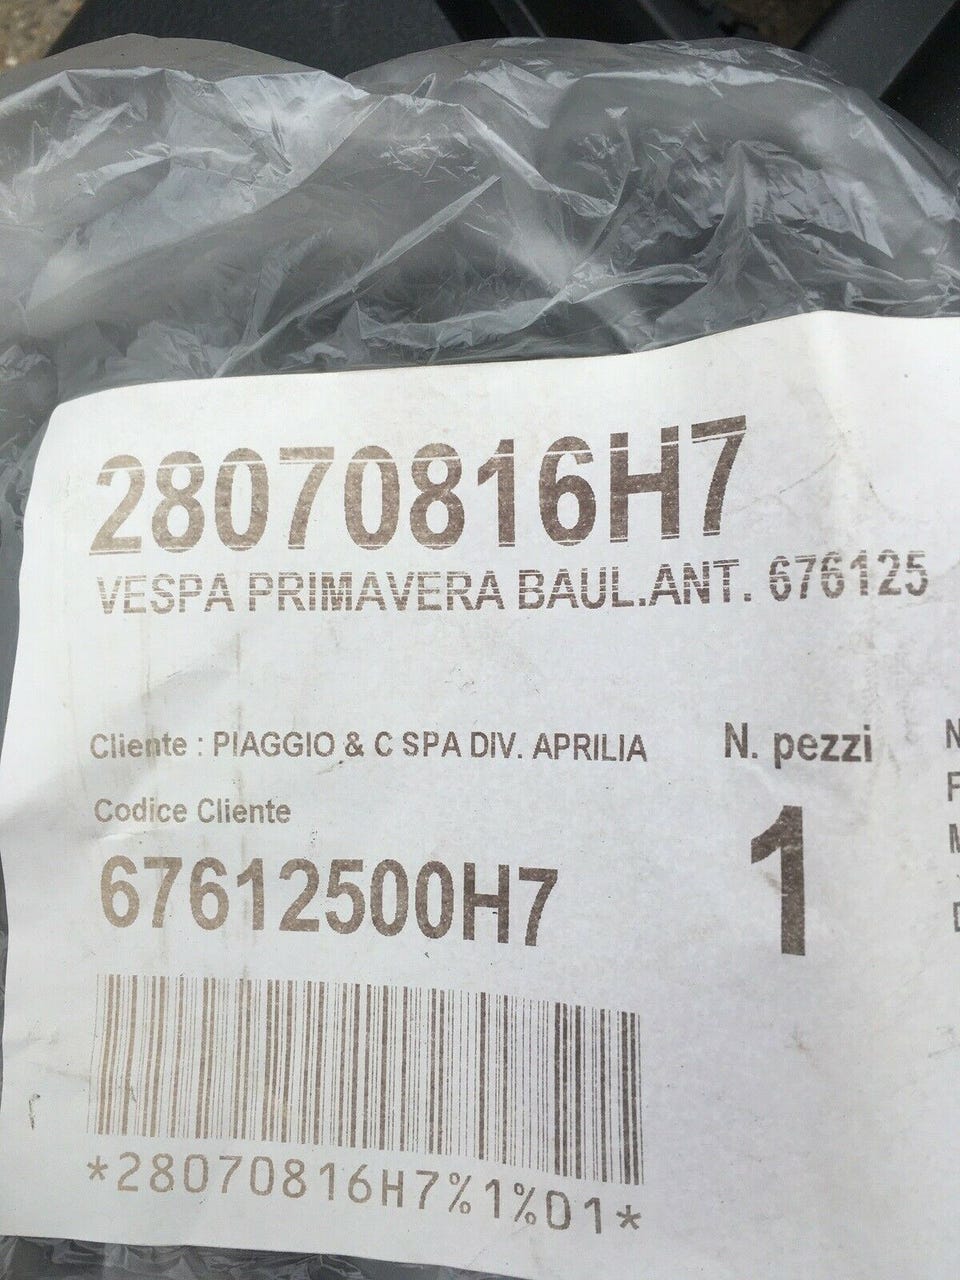 28070816H7
VESPA PRIMAVERA BAUL.ANT. 676125
Cliente : PIAGGIO & C SPA DIV. APRILIA
N. pezzi
Codice Cliente
1
67612500H7
*28070816H7%1%01*